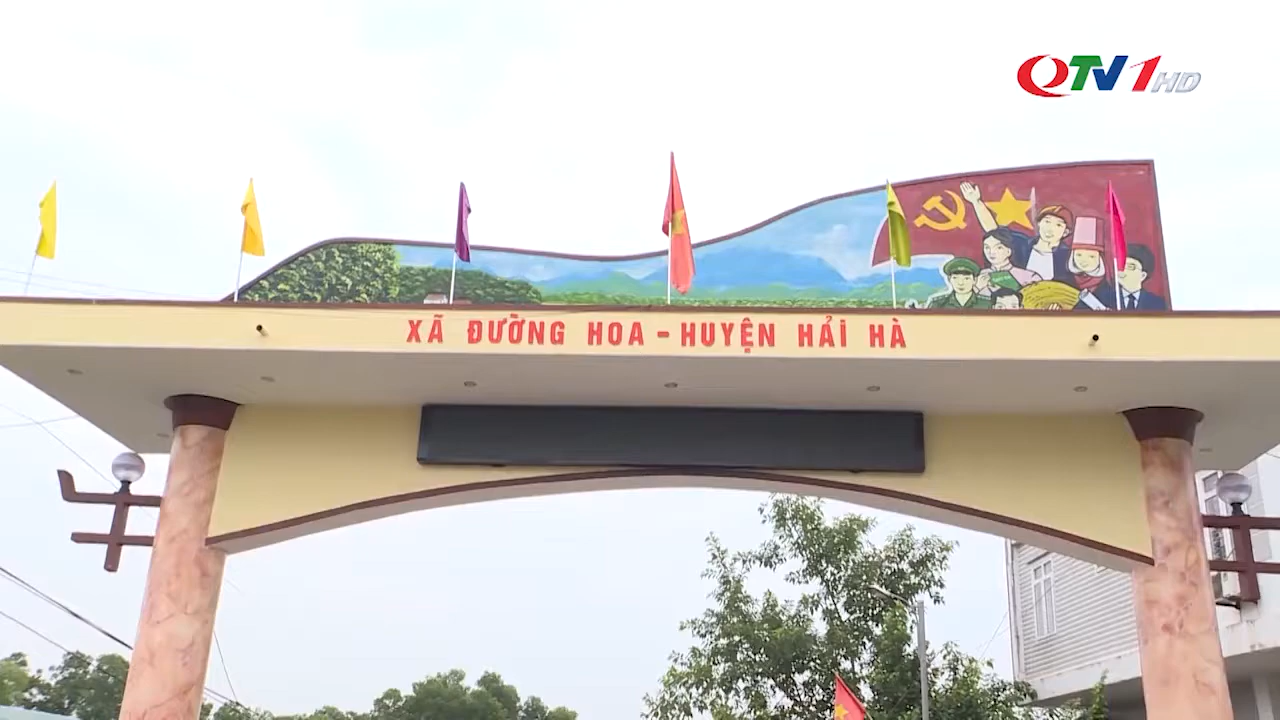 QTV1HD
XÃ ĐƯỜNG HOA - HUYỆN HẢI HÀ